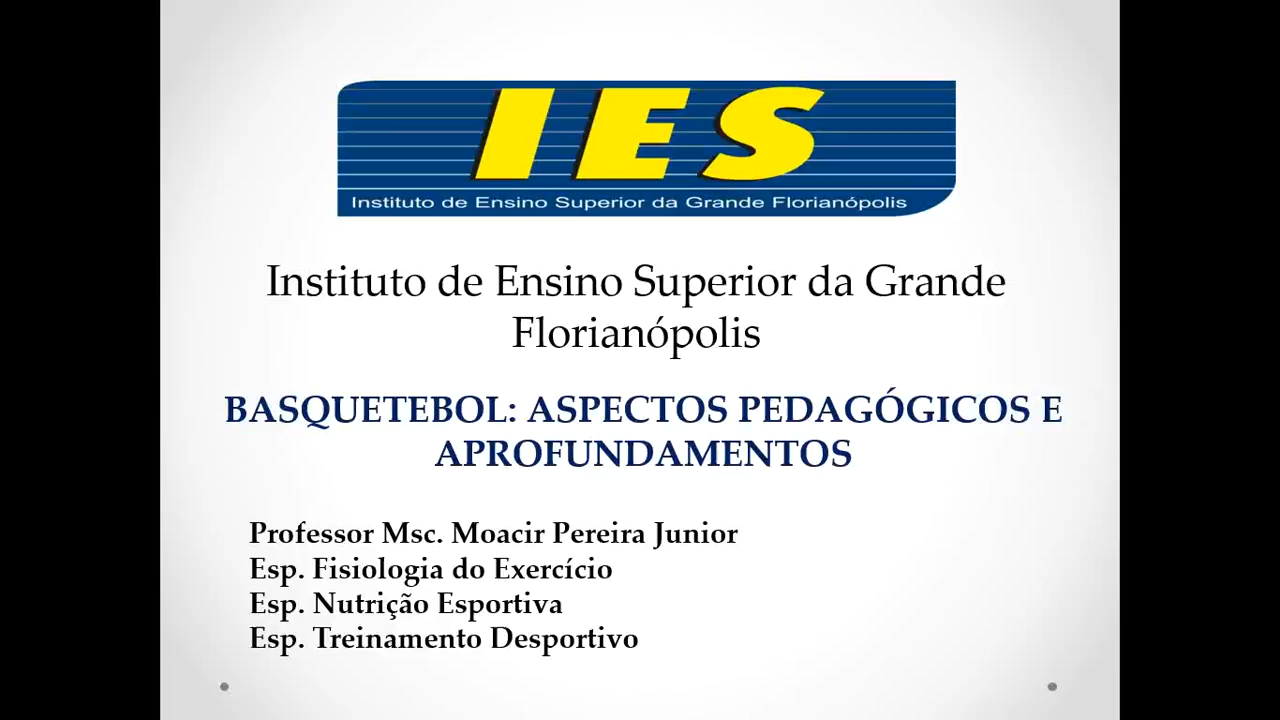 IES
Instituto de Ensino Superior da Grande Florianópolis
Instituto de Ensino Superior da Grande
Florianópolis
BASQUETEBOL: ASPECTOS PEDAGÓGICOS E
APROFUNDAMENTOS
Professor Msc. Moacir Pereira Junior
Esp. Fisiologia do Exercício
Esp. Nutrição Esportiva
Esp. Treinamento Desportivo